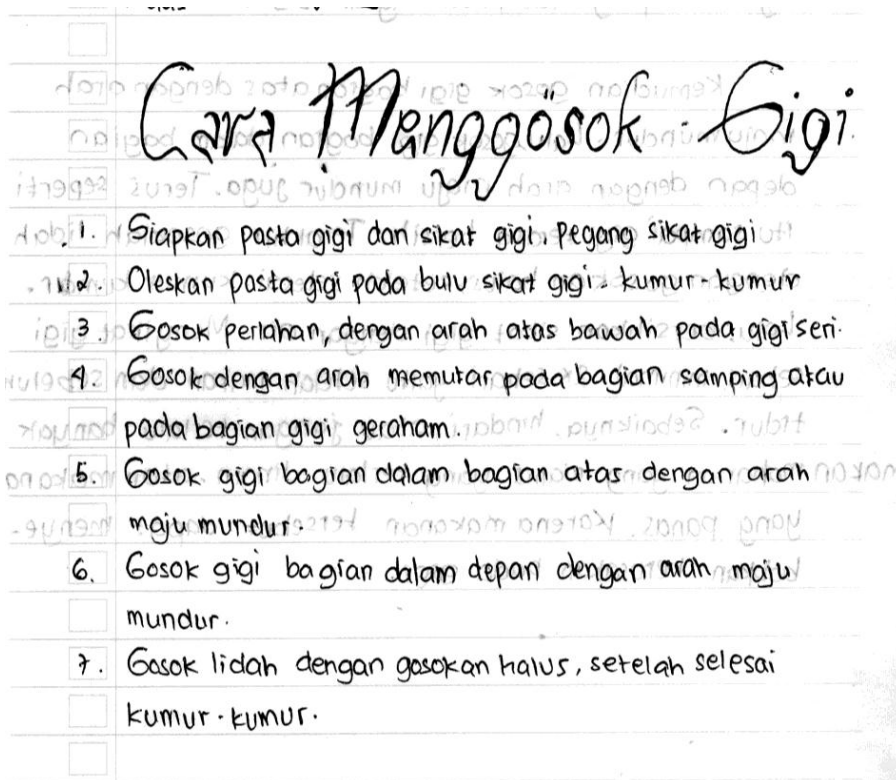 Cara Menggosok Gigi
1. Siapkan pasta gigi dan sikat gigi. Pegang sikat gigi
2. Oleskan pasta gigi pada bulu sikat gigi. kumur-kumur
3. Gosok perlahan, dengan arah atas bawah pada gigi seri.
4. Gosok dengan arah memutar pada bagian samping atau
pada bagian gigi geraham.
5. Gosok gigi bagian dalam bagian atas dengan arah
maju mundur.
6. Gosok gigi bagian dalam depan dengan arah maju
mundur.
7. Gosok lidah dengan gosokan halus, setelah selesai
kumur-kumur.